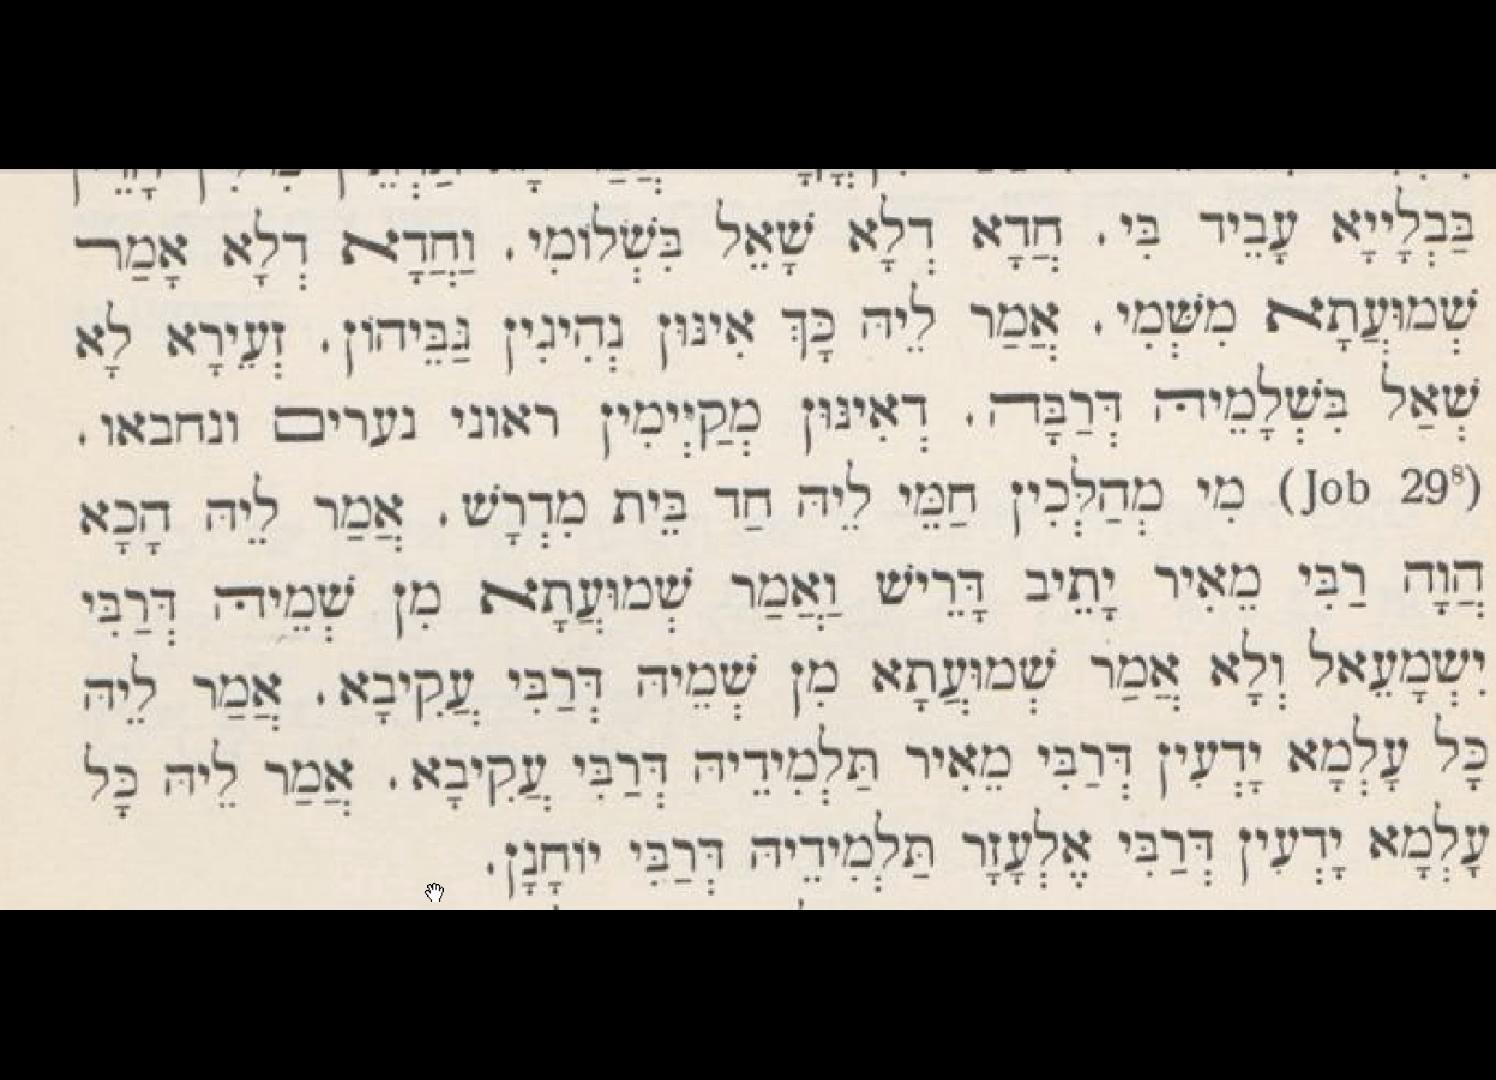 בַּבְלָייָא עָבֵיד בִּי. חֲדָא דְלָא שָׁאֵל בִּשְׁלוֹמִי. וַחֲדָא דְלָא אָמַר
שְׁמוּעֲתָא מִשְּׁמִי. אֲמַר לֵיהּ כָּךְ אִינּוּן נְהִיגִין גַּבֵּיהוֹן. זְעֵירָא לָא
שְׁאַל בִּשְׁלָמֵיהּ דְּרַבָּה. דְאִינּוּן מְקַיְימִין ראוני נערים ונחבאו.
(Job 29⁸) מִי מְהַלְּכִין חַמֵּי לֵיהּ חַד בֵּית מִדְרָשׁ. אֲמַר לֵיהּ הָכָא
הֲוָה רַבִּי מֵאִיר יָתֵיב דָּרֵישׁ וַאֲמַר שְׁמוּעֲתָא מִן שְׁמֵיהּ דְּרַבִּי
יִשְׁמָעֵאל וְלָא אֲמַר שְׁמוּעֲתָא מִן שְׁמֵיהּ דְּרַבִּי עֲקִיבָא. אֲמַר לֵיהּ
כָּל עָלְמָא יָדְעִין דְּרַבִּי מֵאִיר תַּלְמִידֵיהּ דְּרַבִּי עֲקִיבָא. אֲמַר לֵיהּ כָּל
עָלְמָא יָדְעִין דְּרַבִּי אֶלְעָזָר תַּלְמִידֵיהּ דְּרַבִּי יוֹחָנָן.